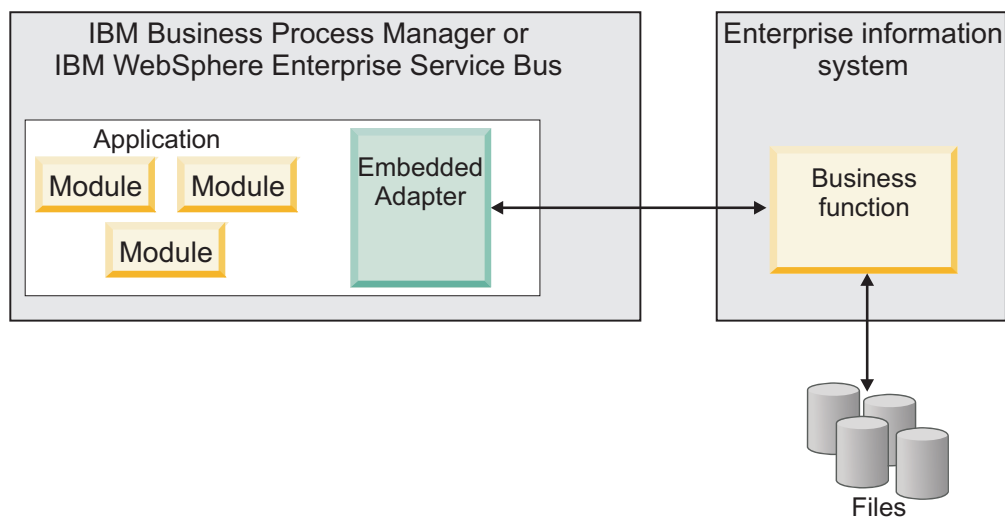 IBM Business Process Manager or
IBM WebSphere Enterprise Service Bus
Application
Module
Module
Module
Embedded
Adapter
Enterprise information
system
Business
function
Files